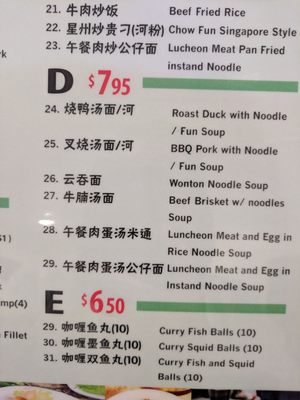 21. 牛肉炒饭 Beef Fried Rice
22. 星州炒贵刁(河粉) Chow Fun Singapore Style
23. 午餐肉炒公仔面 Luncheon Meat Pan Fried
instand Noodle
D $7.95
24. 烧鸭汤面/河 Roast Duck with Noodle
/ Fun Soup
25. 叉烧汤面/河 BBQ Pork with Noodle
/ Fun Soup
26. 云吞面 Wonton Noodle Soup
27. 牛腩汤面 Beef Brisket w/ noodles
Soup
28. 午餐肉蛋汤米通 Luncheon Meat and Egg in
Rice Noodle Soup
29. 午餐肉蛋汤公仔面 Luncheon Meat and Egg in
Instand Noodle Soup
E $6.50
29. 咖喱鱼丸(10) Curry Fish Balls (10)
30. 咖喱墨鱼丸(10) Curry Squid Balls (10)
31. 咖喱双鱼丸(10) Curry Fish and Squid
Balls (10)
mp(4)
Fillet